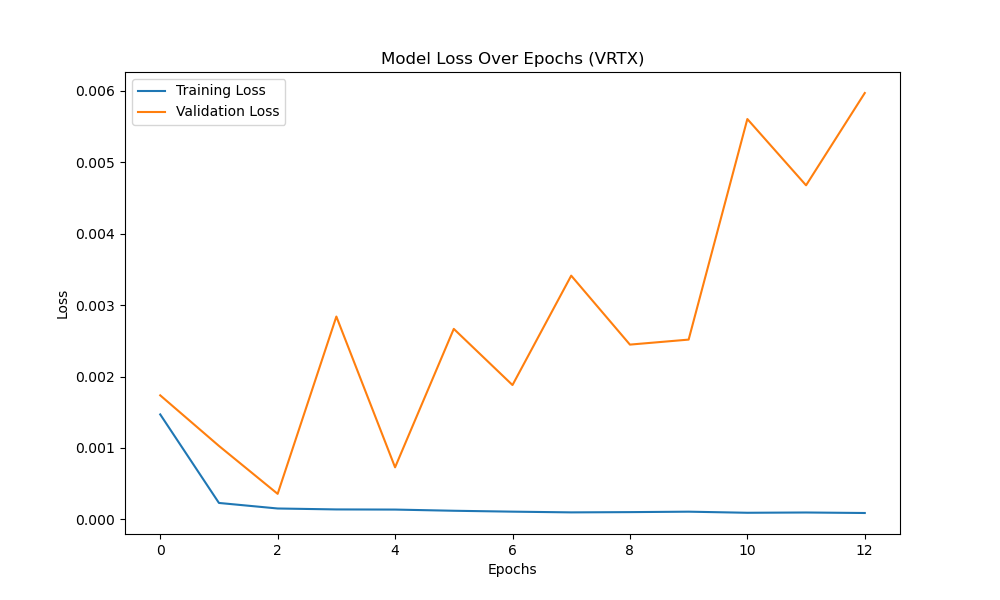 Model Loss Over Epochs (VRTX)
Training Loss
Validation Loss
0.006
0.005
0.004
0.003
0.002
0.001
0.000
Loss
0 2 4 6 8 10 12
Epochs